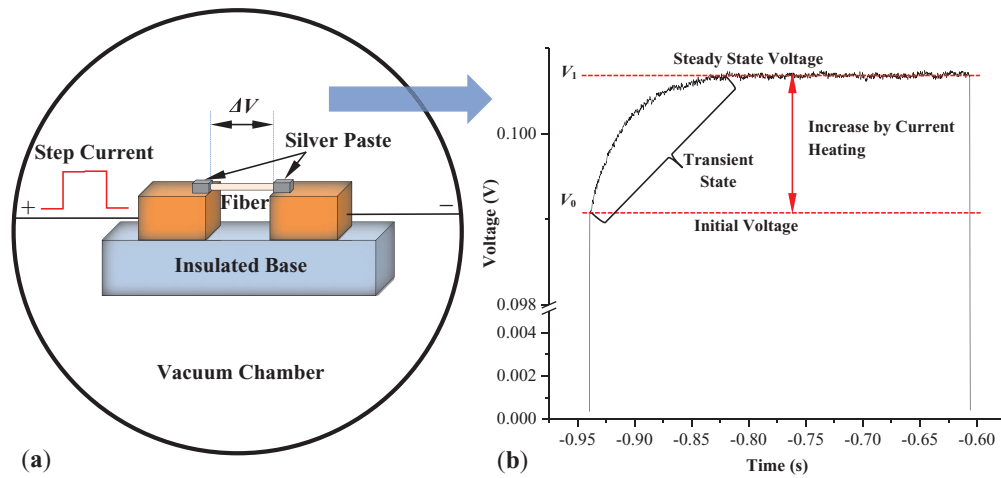 ΔV
Step Current
Silver Paste
Fiber
+
−
Insulated Base
Vacuum Chamber
(a)
V1
Steady State Voltage
0.100
Increase by Current
Heating
Transient
State
V0
Initial Voltage
Voltage (V)
0.098
0.004
0.002
0.000
-0.95
-0.90
-0.85
-0.80
-0.75
-0.70
-0.65
-0.60
Time (s)
(b)